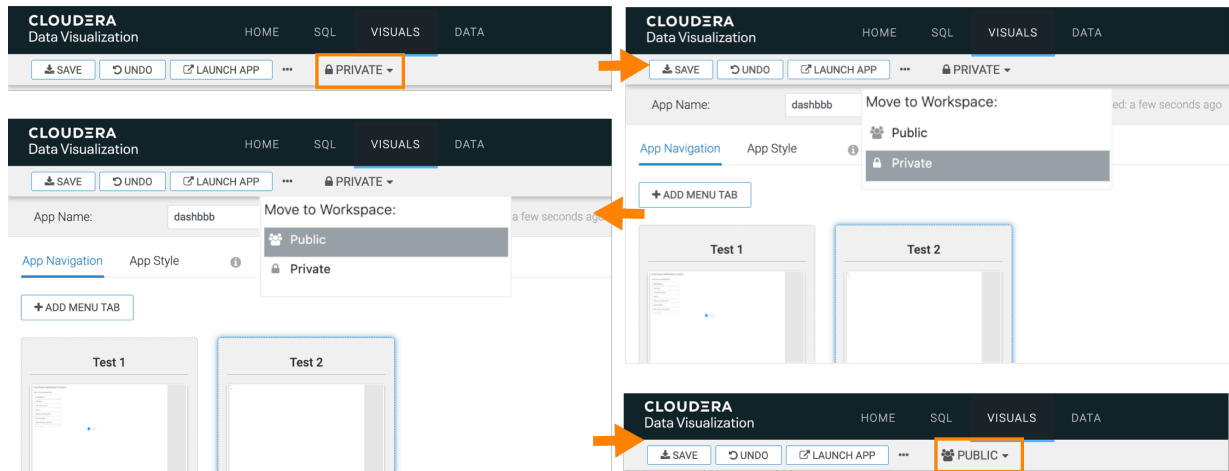 CLOUDERA
Data Visualization
HOME SQL VISUALS DATA
SAVE UNDO LAUNCH APP ••• PRIVATE
CLOUDERA
Data Visualization
HOME SQL VISUALS DATA
SAVE UNDO LAUNCH APP ••• PRIVATE
App Name: dashbbb ed: a few seconds ago
Move to Workspace:
Public
Private
App Navigation App Style
+ ADD MENU TAB
Test 1 Test 2
CLOUDERA
Data Visualization
HOME SQL VISUALS DATA
SAVE UNDO LAUNCH APP ••• PRIVATE
App Name: dashbbb a few seconds ago
Move to Workspace:
Public
Private
App Navigation App Style
+ ADD MENU TAB
Test 1 Test 2
CLOUDERA
Data Visualization
HOME SQL VISUALS DATA
SAVE UNDO LAUNCH APP ••• PUBLIC